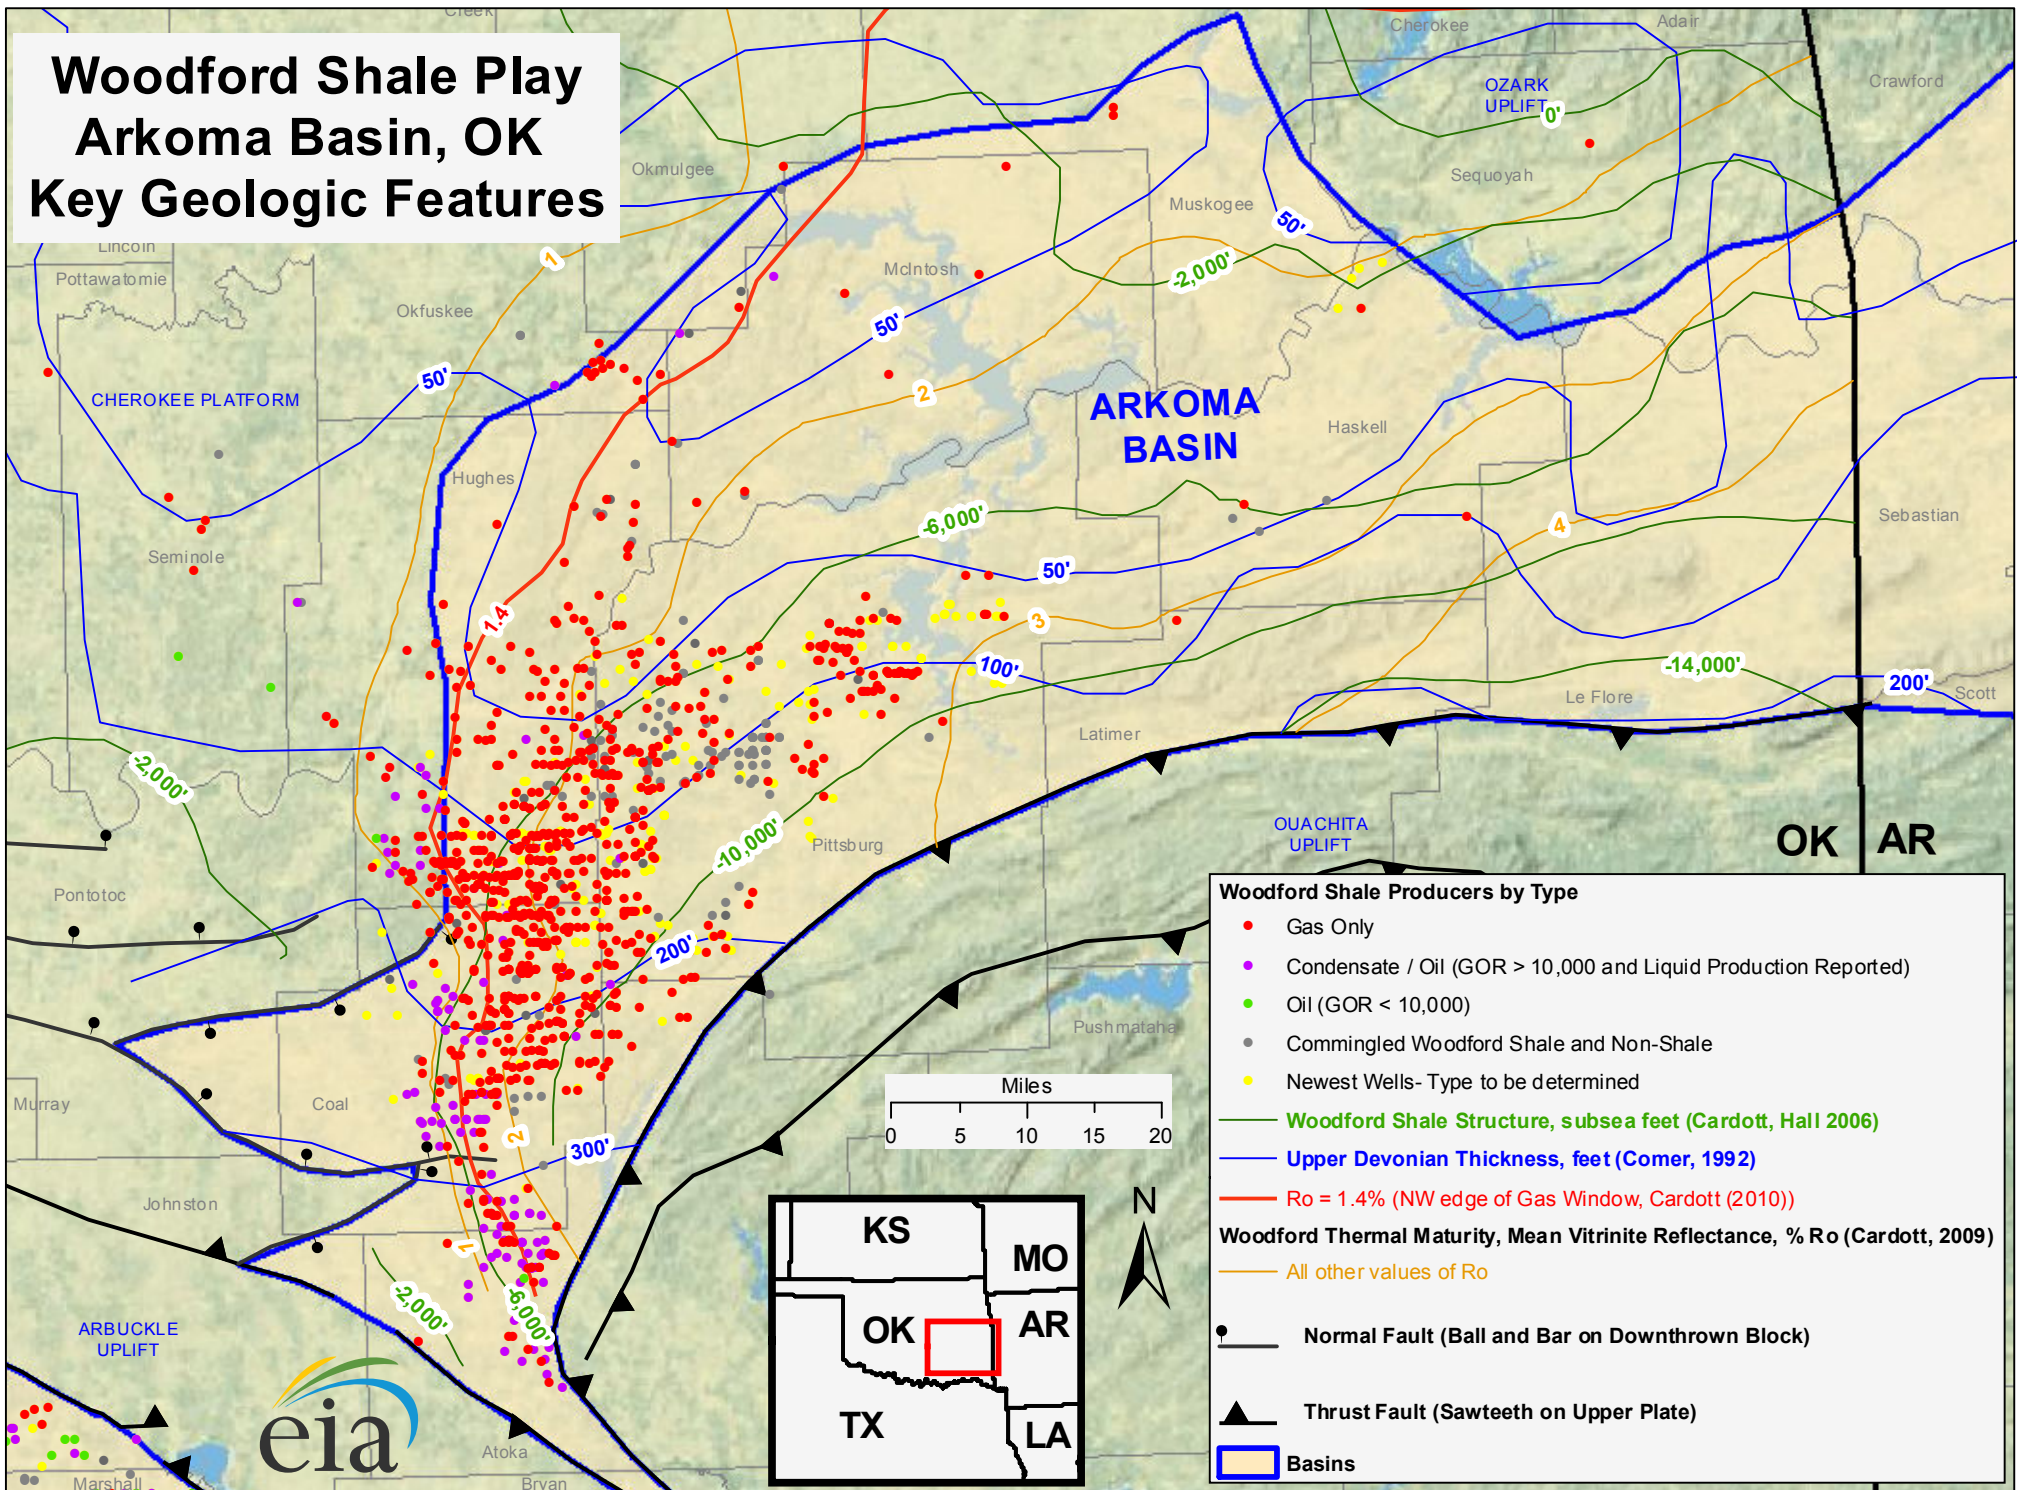 Woodford Shale Play
Arkoma Basin, OK
Key Geologic Features
Creek
Cherokee
Adair
Crawford
OZARK
UPLIFT
0'
Okmulgee
Sequoyah
Muskogee
50'
Lincoln
Pottawatomie
1
McIntosh
-2,000'
Okfuskee
50'
50'
CHEROKEE PLATFORM
2
ARKOMA
BASIN
Haskell
Hughes
-6,000'
4
Sebastian
Seminole
50'
1.4
3
100'
-14,000'
200'
Le Flore
Scott
Latimer
-2,000'
-10,000'
Pittsburg
OUACHITA
UPLIFT
OK
AR
Pontotoc
200'
Pushmataha
Murray
Coal
2
300'
Johnston
1
-2,000'
-6,000'
ARBUCKLE
UPLIFT
Atoka
Marshall
Bryan
eia
Miles
0 5 10 15 20
N
KS
MO
OK
AR
TX
LA
Woodford Shale Producers by Type
Gas Only
Condensate / Oil (GOR > 10,000 and Liquid Production Reported)
Oil (GOR < 10,000)
Commingled Woodford Shale and Non-Shale
Newest Wells- Type to be determined
Woodford Shale Structure, subsea feet (Cardott, Hall 2006)
Upper Devonian Thickness, feet (Comer, 1992)
Ro = 1.4% (NW edge of Gas Window, Cardott (2010))
Woodford Thermal Maturity, Mean Vitrinite Reflectance, % Ro (Cardott, 2009)
All other values of Ro
Normal Fault (Ball and Bar on Downthrown Block)
Thrust Fault (Sawteeth on Upper Plate)
Basins